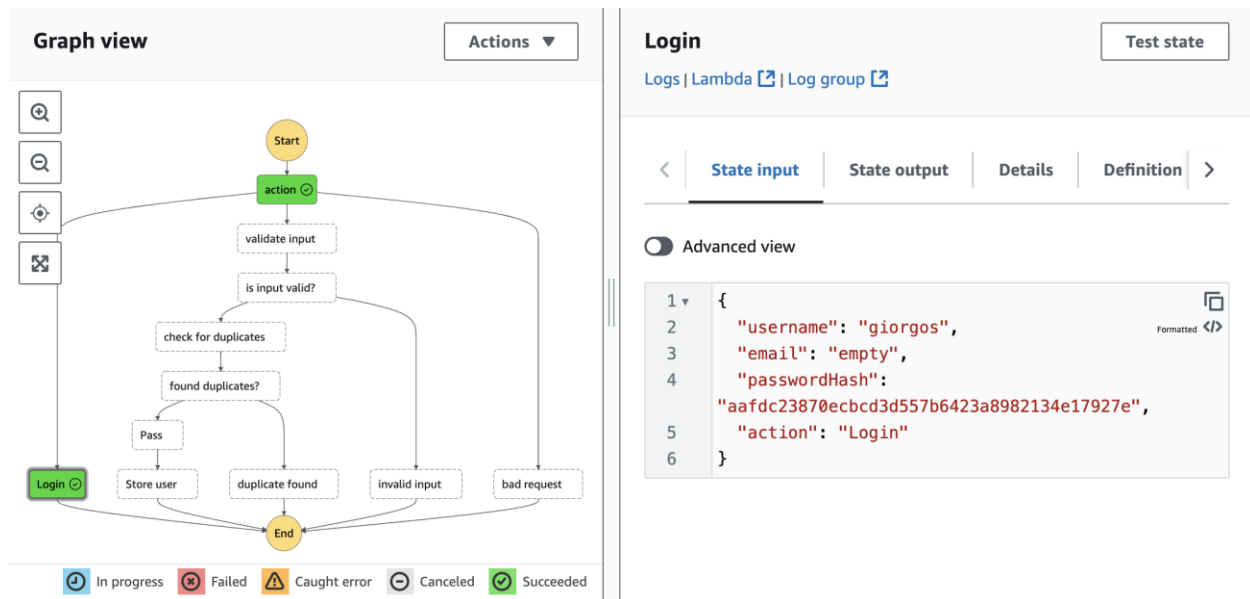 Graph view
Actions ▼
Start
action
validate input
is input valid?
check for duplicates
found duplicates?
Pass
Login
Store user
duplicate found
invalid input
bad request
End
In progress
Failed
Caught error
Canceled
Succeeded
Login
Test state
Logs | Lambda | Log group
State input
State output
Details
Definition
Advanced view
1 {
Formatted </>
2 "username": "giorgos",
3 "email": "empty",
4 "passwordHash":
"aafdc23870ecbcd3d557b6423a8982134e17927e",
5 "action": "Login"
6 }